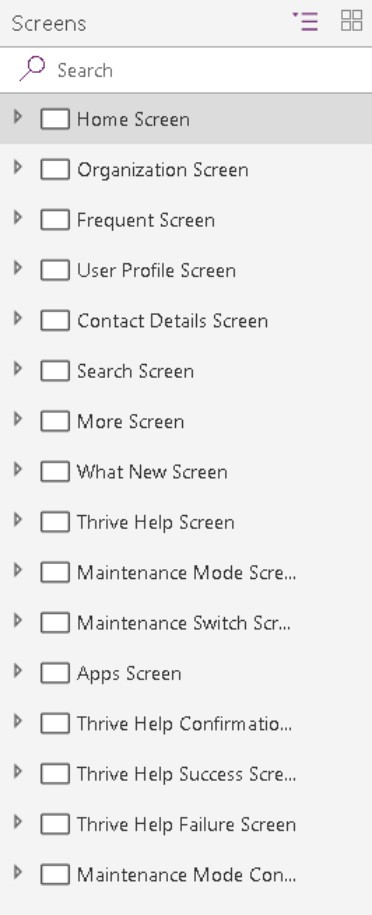 Screens
Search
Home Screen
Organization Screen
Frequent Screen
User Profile Screen
Contact Details Screen
Search Screen
More Screen
What New Screen
Thrive Help Screen
Maintenance Mode Scre...
Maintenance Switch Scr...
Apps Screen
Thrive Help Confirmatio...
Thrive Help Success Scre...
Thrive Help Failure Screen
Maintenance Mode Con...